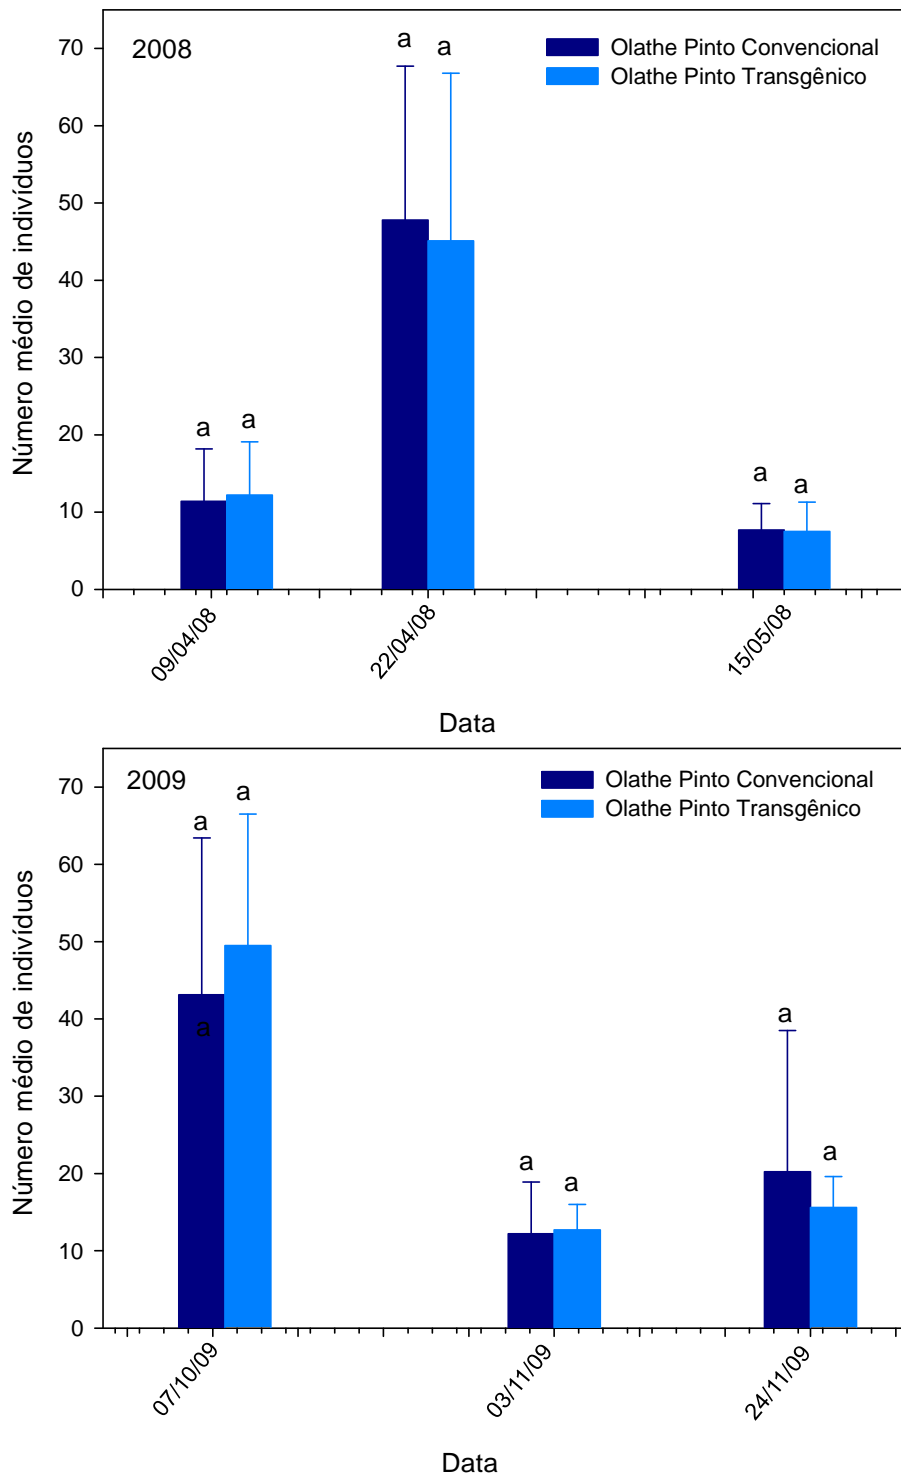 2008
a a
Olathe Pinto Convencional
Olathe Pinto Transgênico
70
60
50
40
30
20
10
0
Número médio de indivíduos
a a
a a
09/04/08 22/04/08 15/05/08
Data
2009
a a
Olathe Pinto Convencional
Olathe Pinto Transgênico
70
60
50
40
30
20
10
0
Número médio de indivíduos
a
a a
a a
07/10/09 03/11/09 24/11/09
Data